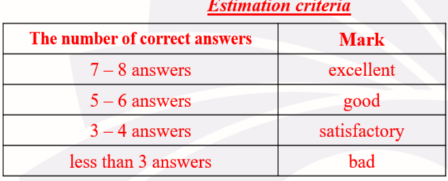 Estimation criteria
The number of correct answers Mark
7 – 8 answers excellent
5 – 6 answers good
3 – 4 answers satisfactory
less than 3 answers bad